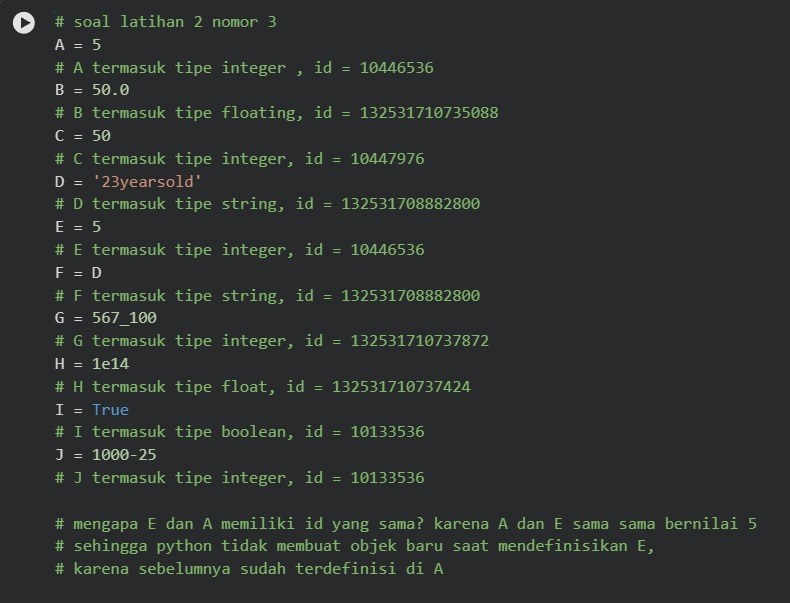 # soal latihan 2 nomor 3
A = 5
# A termasuk tipe integer , id = 10446536
B = 50.0
# B termasuk tipe floating, id = 132531710735088
C = 50
# C termasuk tipe integer, id = 10447976
D = '23yearsold'
# D termasuk tipe string, id = 132531708882800
E = 5
# E termasuk tipe integer, id = 10446536
F = D
# F termasuk tipe string, id = 132531708882800
G = 567_100
# G termasuk tipe integer, id = 132531710737872
H = 1e14
# H termasuk tipe float, id = 132531710737424
I = True
# I termasuk tipe boolean, id = 10133536
J = 1000-25
# J termasuk tipe integer, id = 10133536
# mengapa E dan A memiliki id yang sama? karena A dan E sama sama bernilai 5
# sehingga python tidak membuat objek baru saat mendefinisikan E,
# karena sebelumnya sudah terdefinisi di A